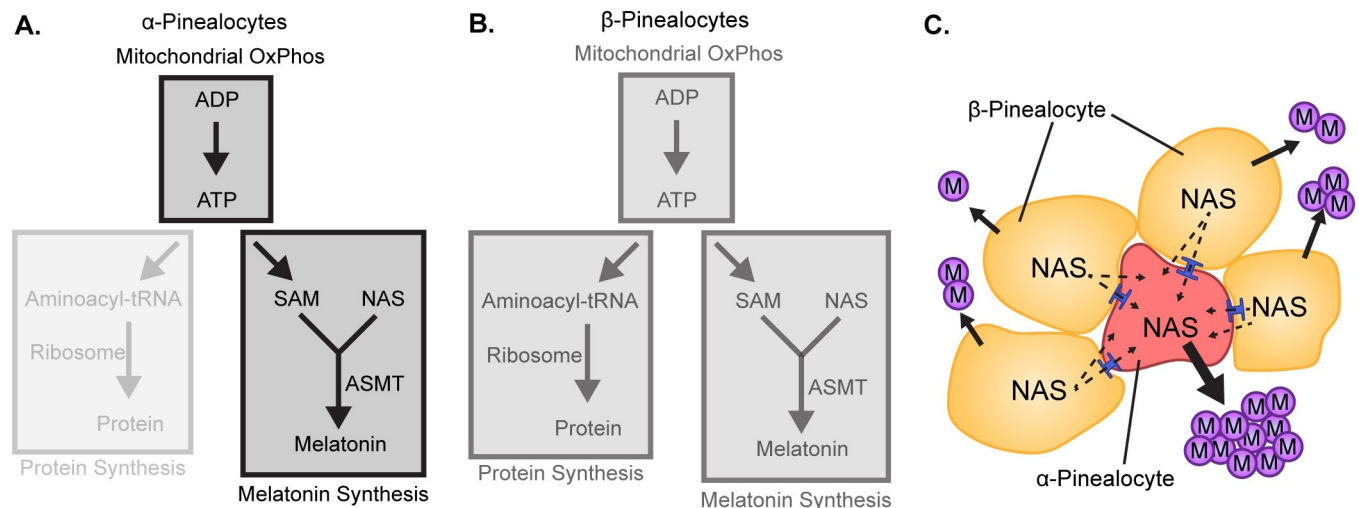 A.
α-Pinealocytes
Mitochondrial OxPhos
ADP
ATP
Aminoacyl-tRNA
Ribosome
Protein
Protein Synthesis
SAM NAS
ASMT
Melatonin
Melatonin Synthesis
B.
β-Pinealocytes
Mitochondrial OxPhos
ADP
ATP
Aminoacyl-tRNA
Ribosome
Protein
Protein Synthesis
SAM NAS
ASMT
Melatonin
Melatonin Synthesis
C.
β-Pinealocyte
M
M
M
M
M
M
M
M
M
NAS
NAS
NAS
NAS
NAS
M
M
M
M
M
M
M
M
M
M
M
α-Pinealocyte